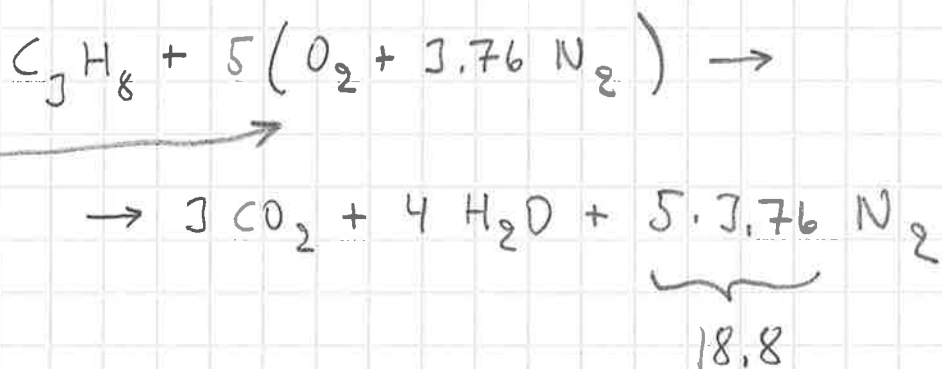 C₃H₈ + 5(O₂ + 3.76 N₂) →
→ 3 CO₂ + 4 H₂O + 5·3.76 N₂
18.8